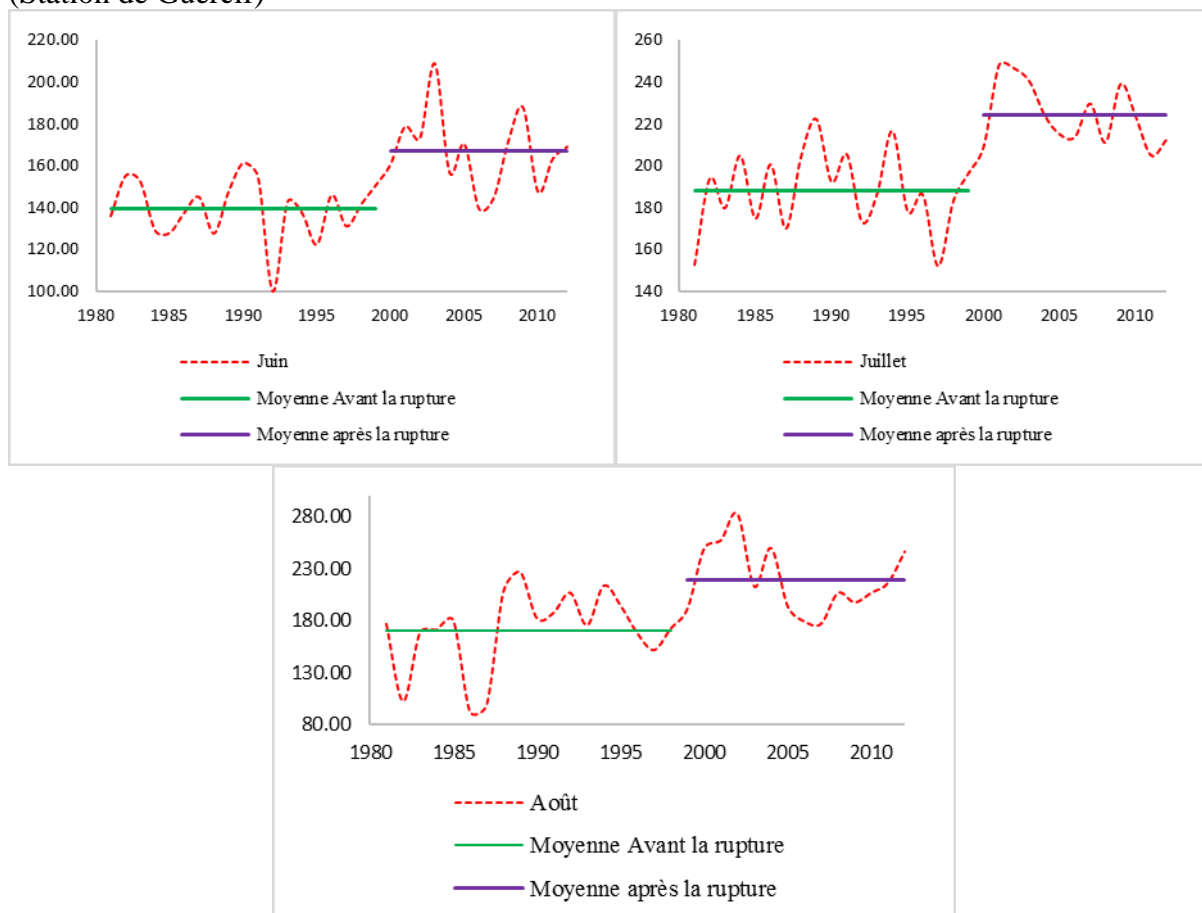 (Station de Guercif)
220.00
200.00
180.00
160.00
140.00
120.00
100.00
1980 1985 1990 1995 2000 2005 2010
Juin
Moyenne Avant la rupture
Moyenne après la rupture
260
240
220
200
180
160
140
1980 1985 1990 1995 2000 2005 2010
Juillet
Moyenne Avant la rupture
Moyenne après la rupture
280.00
230.00
180.00
130.00
80.00
1980 1985 1990 1995 2000 2005 2010
Août
Moyenne Avant la rupture
Moyenne après la rupture